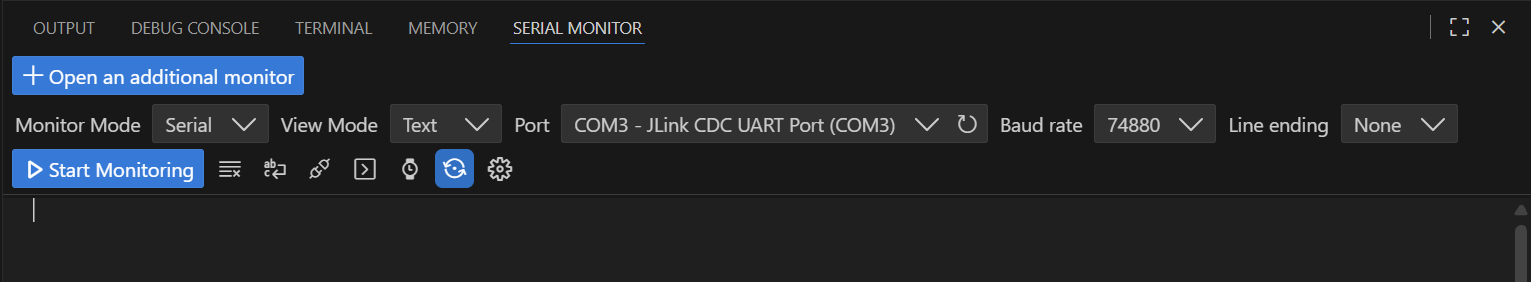 OUTPUT DEBUG CONSOLE TERMINAL MEMORY SERIAL MONITOR
Open an additional monitor
Monitor Mode Serial View Mode Text Port COM3 - JLink CDC UART Port (COM3) Baud rate 74880 Line ending None
Start Monitoring ab c